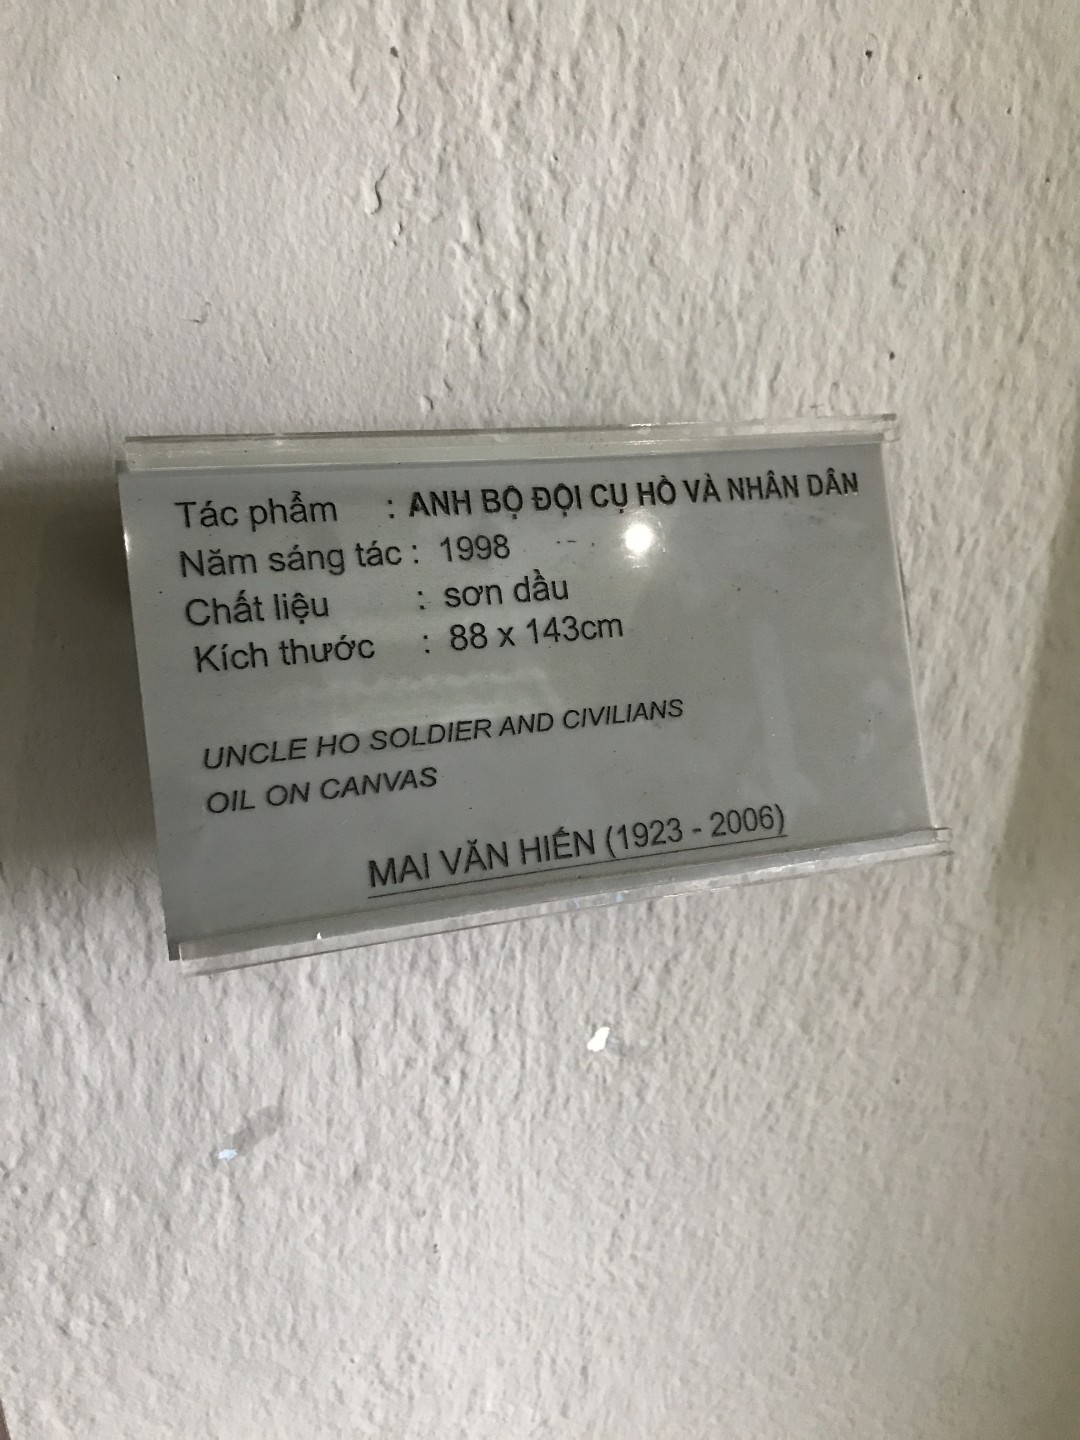 Tác phẩm : ANH BỘ ĐỘI CỤ HỒ VÀ NHÂN DÂN
Năm sáng tác : 1998
Chất liệu : sơn dầu
Kích thước : 88 x 143cm
UNCLE HO SOLDIER AND CIVILIANS
OIL ON CANVAS
MAI VĂN HIẾN (1923 - 2006)